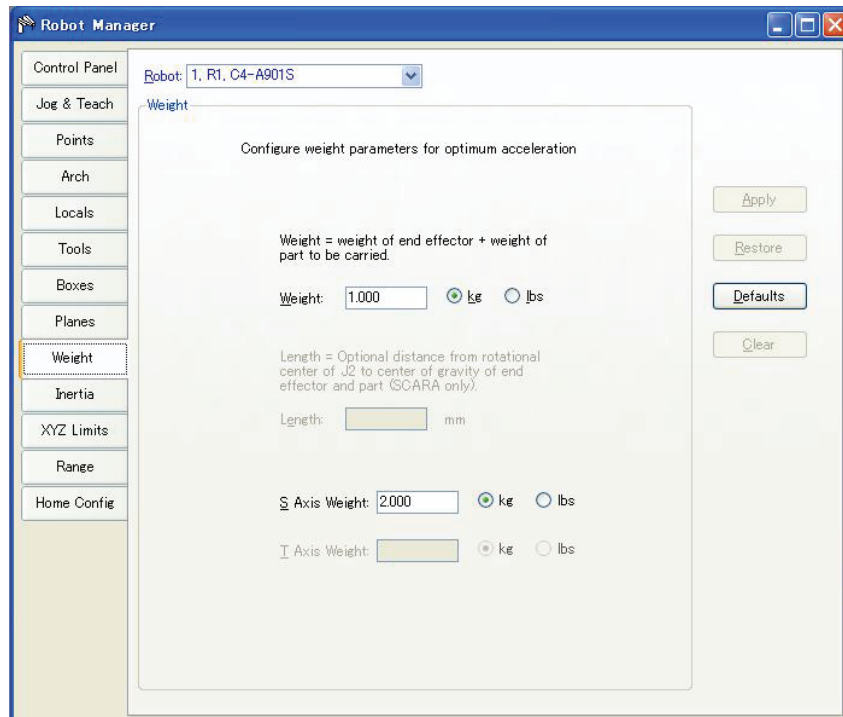 Robot Manager
Control Panel
Jog & Teach
Points
Arch
Locals
Tools
Boxes
Planes
Weight
Inertia
XYZ Limits
Range
Home Config
Robot: 1, R1, C4-A901S
Weight
Configure weight parameters for optimum acceleration
Weight = weight of end effector + weight of
part to be carried.
Weight: 1.000 kg lbs
Length = Optional distance from rotational
center of J2 to center of gravity of end
effector and part (SCARA only).
Length: mm
S Axis Weight: 2.000 kg lbs
T Axis Weight: kg lbs
Apply
Restore
Defaults
Clear